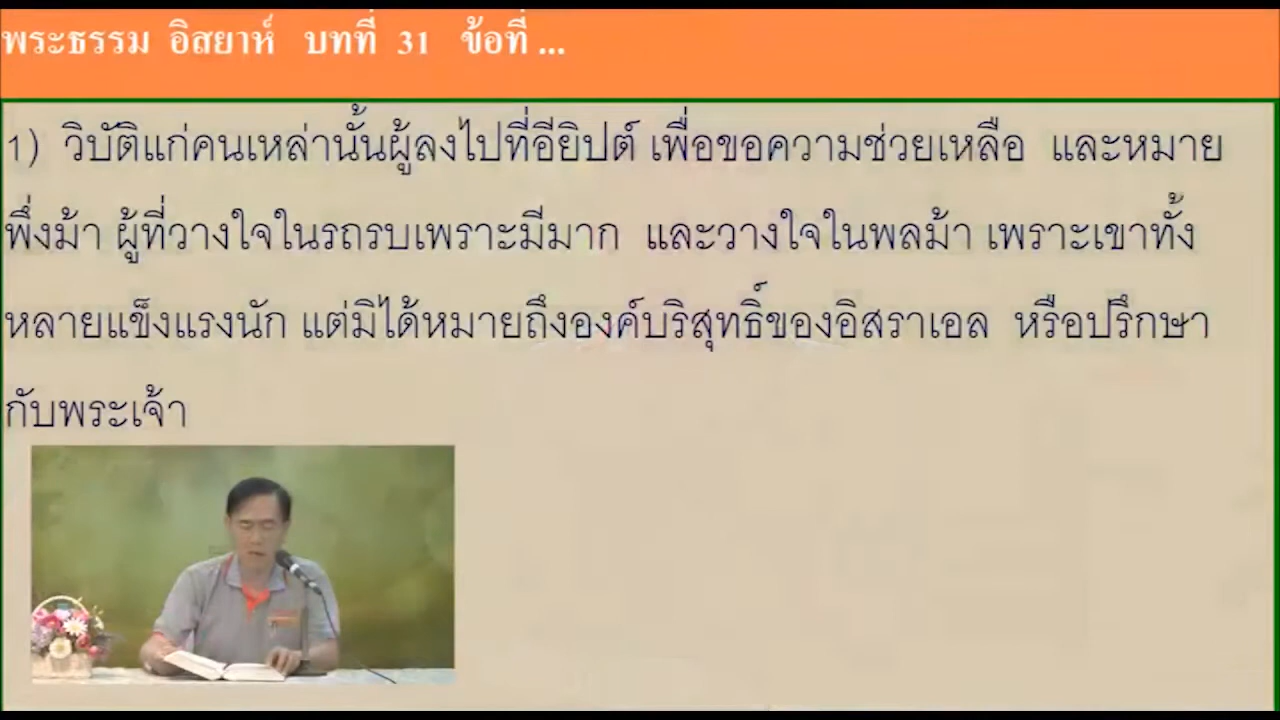 พระธรรม อิสยาห์ บทที่ 31 ข้อที่ ...
1) วิบัติแก่คนเหล่านั้นผู้ลงไปที่อียิปต์ เพื่อขอความช่วยเหลือ และหมาย
พึ่งม้า ผู้ที่วางใจในรถรบเพราะมีมาก และวางใจในพลม้า เพราะเขาทั้ง
หลายแข็งแรงนัก แต่มิได้หมายถึงองค์บริสุทธิ์ของอิสราเอล หรือปรึกษา
กับพระเจ้า